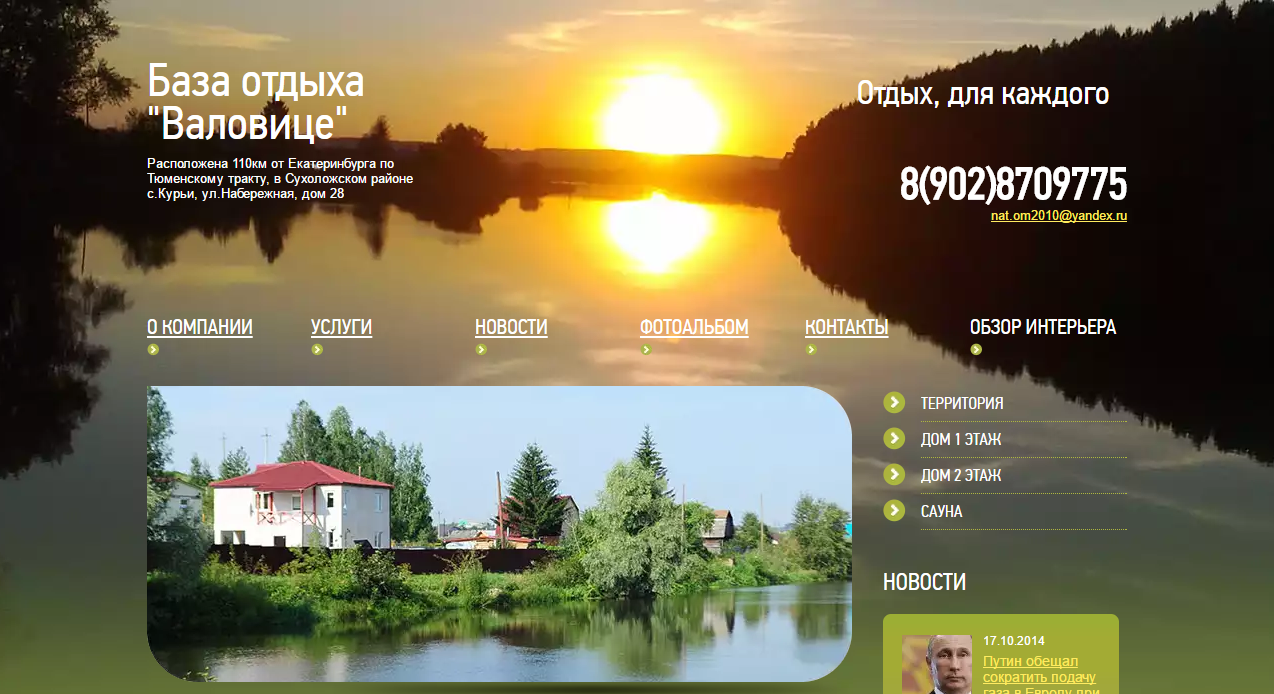 База отдыха
"Валовице"
Расположена 110км от Екатеринбурга по
Тюменскому тракту, в Сухоложском районе
с.Курьи, ул.Набережная, дом 28
Отдых, для каждого
8(902)8709775
nat.om2010@yandex.ru
О КОМПАНИИ
УСЛУГИ
НОВОСТИ
ФОТОАЛЬБОМ
КОНТАКТЫ
ОБЗОР ИНТЕРЬЕРА
ТЕРРИТОРИЯ
ДОМ 1 ЭТАЖ
ДОМ 2 ЭТАЖ
САУНА
НОВОСТИ
17.10.2014
Путин обещал
сократить подачу
газа в Европу при